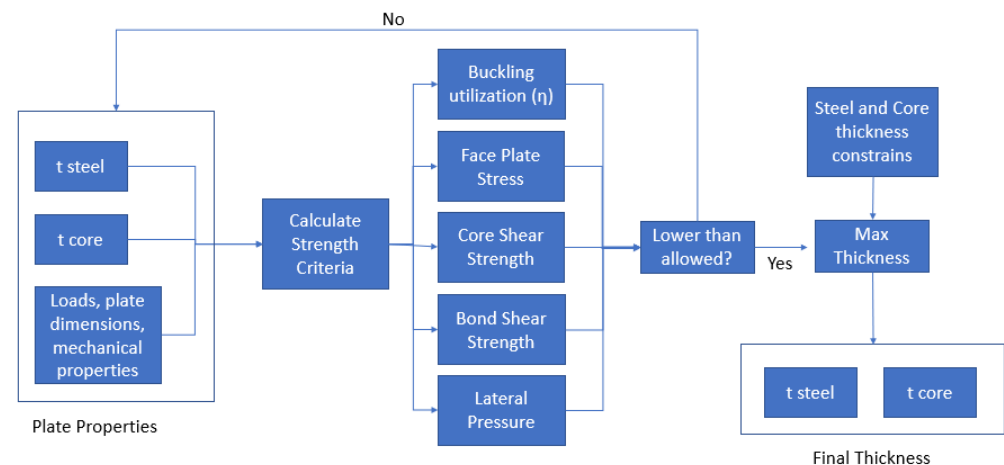 No
Plate Properties
t steel
t core
Loads, plate
dimensions,
mechanical
properties
Calculate
Strength
Criteria
Buckling
utilization (η)
Face Plate
Stress
Core Shear
Strength
Bond Shear
Strength
Lateral
Pressure
Lower than
allowed?
Yes
Steel and Core
thickness
constrains
Max
Thickness
t steel
t core
Final Thickness